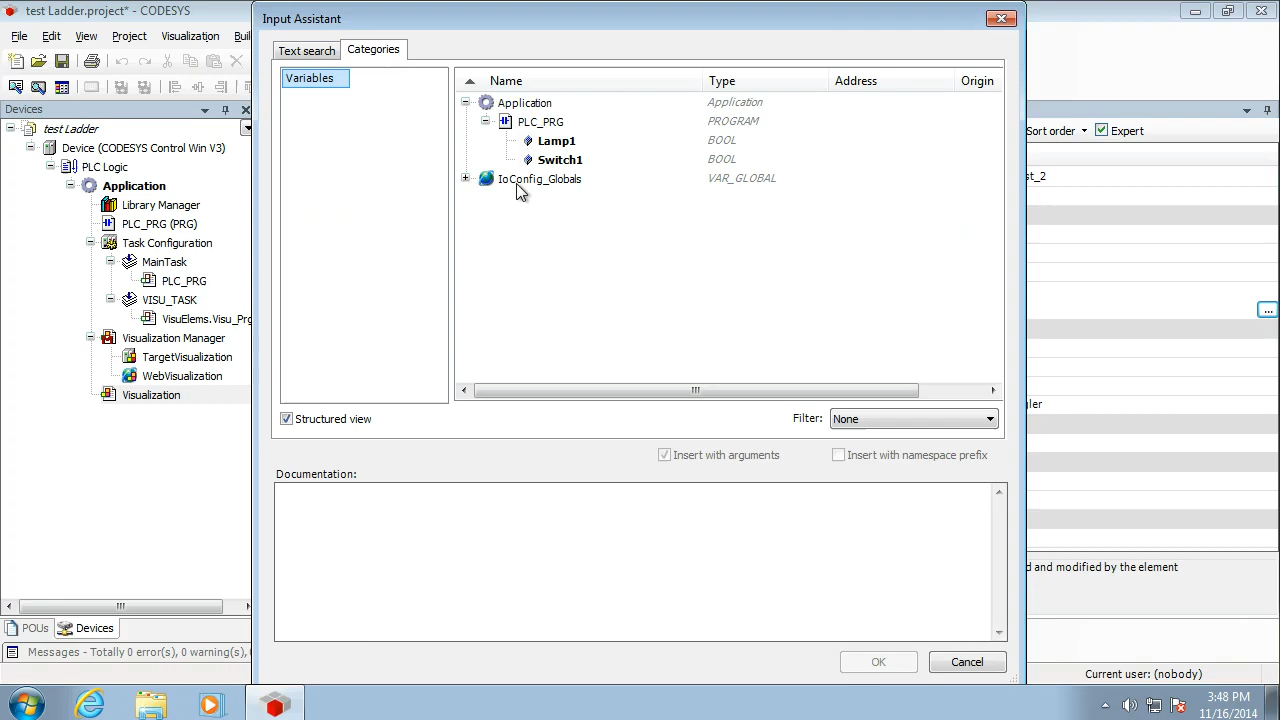 test Ladder.project* - CODESYS
File Edit View Project Visualization Bui
Devices
test Ladder
Device (CODESYS Control Win V3)
PLC Logic
Application
Library Manager
PLC_PRG (PRG)
Task Configuration
MainTask
PLC_PRG
VISU_TASK
VisuElems.Visu_Prg
Visualization Manager
TargetVisualization
WebVisualization
Visualization
POUs Devices
Messages - Totally 0 error(s), 0 warning(s),
Input Assistant
Text search Categories
Variables
Name Type Address Origin
Application Application
PLC_PRG PROGRAM
Lamp1 BOOL
Switch1 BOOL
IoConfig_Globals VAR_GLOBAL
Structured view Filter: None
Insert with arguments Insert with namespace prefix
Documentation:
OK Cancel
Sort order Expert
st_2
...
ler
d and modified by the element
Current user: (nobody)
3:48 PM
11/16/2014